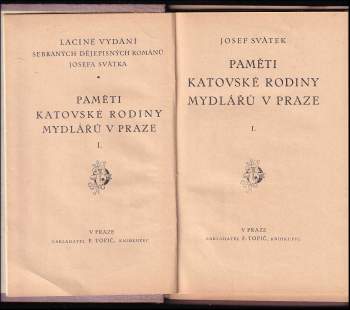 LACINÉ VYDÁNÍ
SEBRANÝCH DĚJEPISNÝCH ROMÁNŮ
JOSEFA SVÁTKA
PAMĚTI
KATOVSKÉ RODINY
MYDLÁŘŮ V PRAZE
I.
V PRAZE
NAKLADATEL F. TOPIČ, KNIHKUPEC
JOSEF SVÁTEK
PAMĚTI
KATOVSKÉ RODINY
MYDLÁŘŮ V PRAZE
I.
V PRAZE
NAKLADATEL F. TOPIČ, KNIHKUPEC